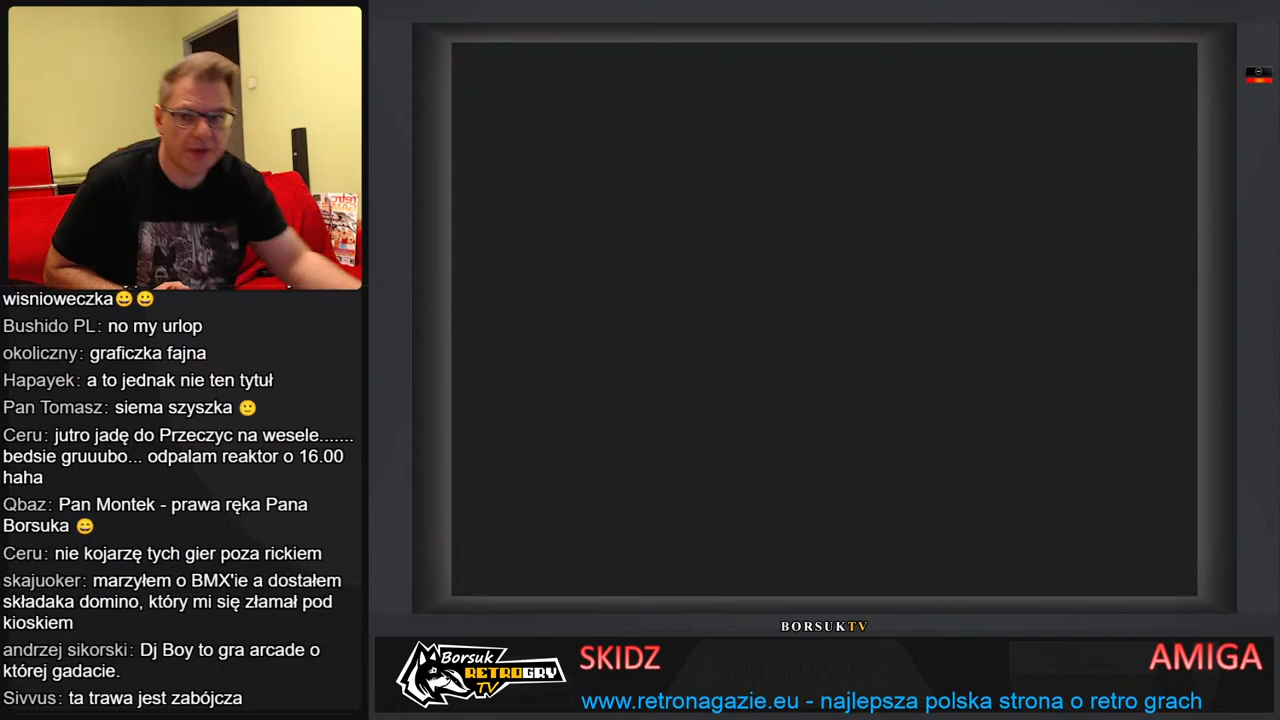 wisnioweczka😀 😀
Bushido PL: no my urlop
okoliczny: graficzka fajna
Hapayek: a to jednak nie ten tytuł
Pan Tomasz: siema szyszka 🙂
Ceru: jutro jadę do Przeczyc na wesele.......
bedsie gruuubo... odpalam reaktor o 16.00
haha
Qbaz: Pan Montek - prawa ręka Pana
Borsuka 😄
Ceru: nie kojarzę tych gier poza rickiem
skajuoker: marzyłem o BMX'ie a dostałem
składaka domino, który mi się złamał pod
kioskiem
andrzej sikorski: Dj Boy to gra arcade o
której gadacie.
Sivvus: ta trawa jest zabójcza
BORSUKTV
Borsuk
RETROGRY
TV
SKIDZ
AMIGA
www.retronagazie.eu - najlepsza polska strona o retro grach